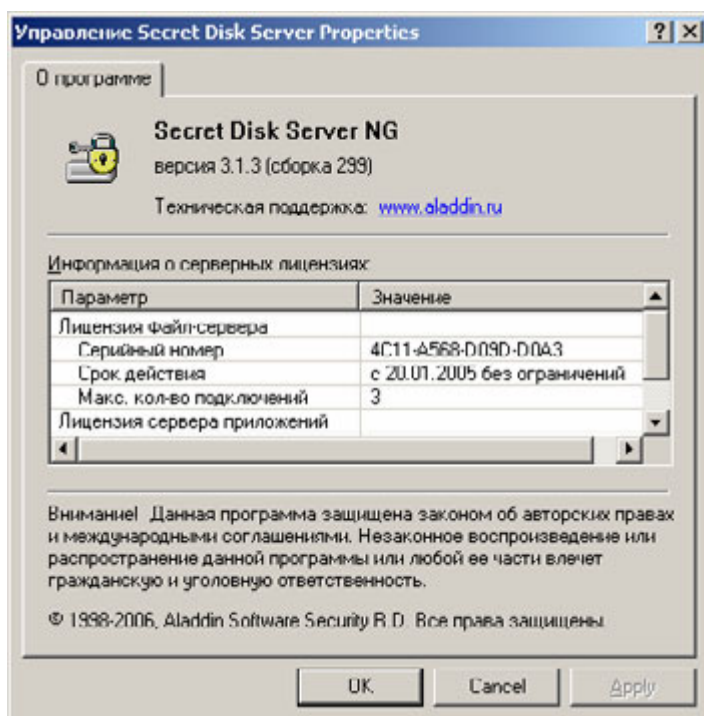 Управление Secret Disk Server Properties
О программе
Secret Disk Server NG
версия 3.1.3 (сборка 299)
Техническая поддержка: www.aladdin.ru
Информация о серверных лицензиях:
Параметр Значение
Лицензия Файл-сервера
Серийный номер 4C11-A568-D09D-D0A3
Срок действия с 20.01.2005 без ограничений
Макс. кол-во подключений 3
Лицензия сервера приложений
Внимание! Данная программа защищена законом об авторских правах
и международными соглашениями. Незаконное воспроизведение или
распространение данной программы или любой ее части влечет
гражданскую и уголовную ответственность.
© 1998-2006, Aladdin Software Security R.D. Все права защищены.
OK Cancel Apply